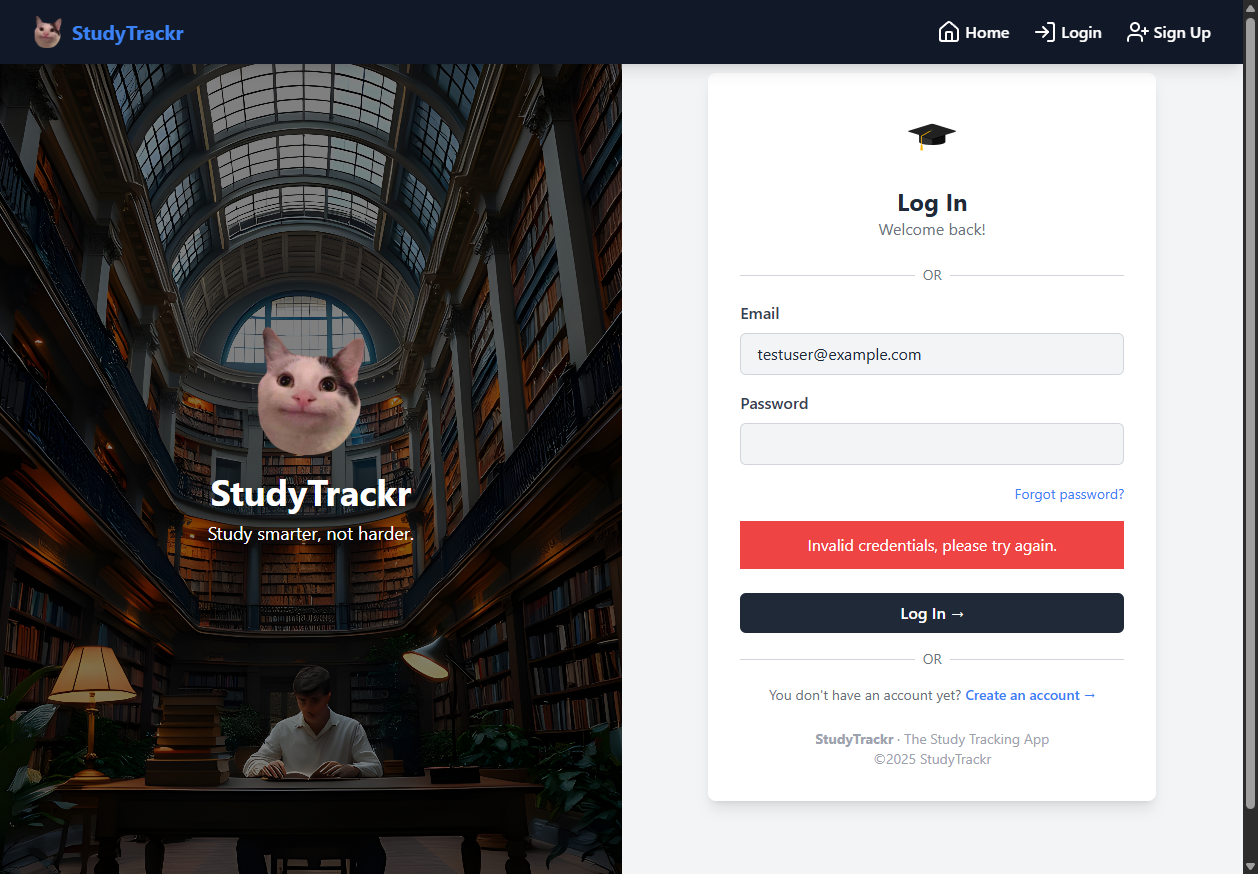 StudyTrackr
Home
Login
Sign Up
StudyTrackr
Study smarter, not harder.
Log In
Welcome back!
OR
Email
testuser@example.com
Password
Forgot password?
Invalid credentials, please try again.
Log In →
OR
You don't have an account yet? Create an account →
StudyTrackr · The Study Tracking App
©2025 StudyTrackr